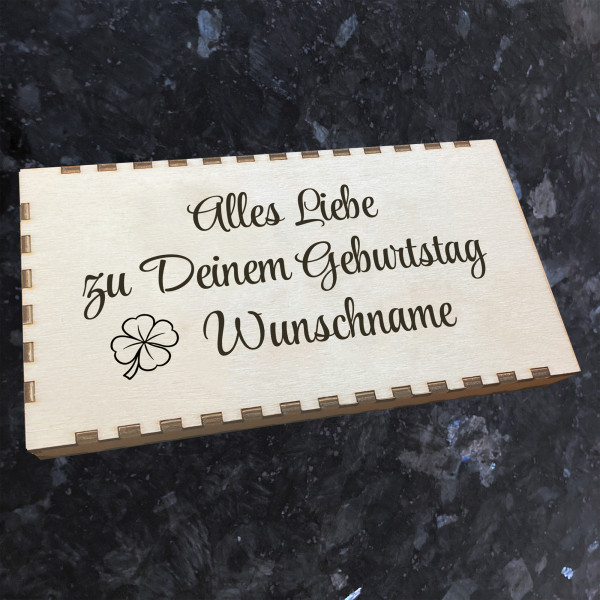 Alles Liebe
zu Deinem Geburtstag
Wunschname